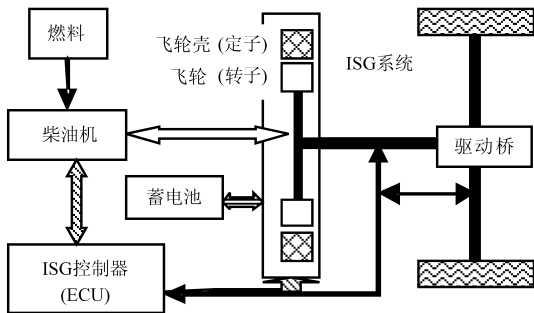 燃料
飞轮壳 (定子)
飞轮 (转子)
ISG系统
柴油机
驱动桥
蓄电池
ISG控制器
(ECU)